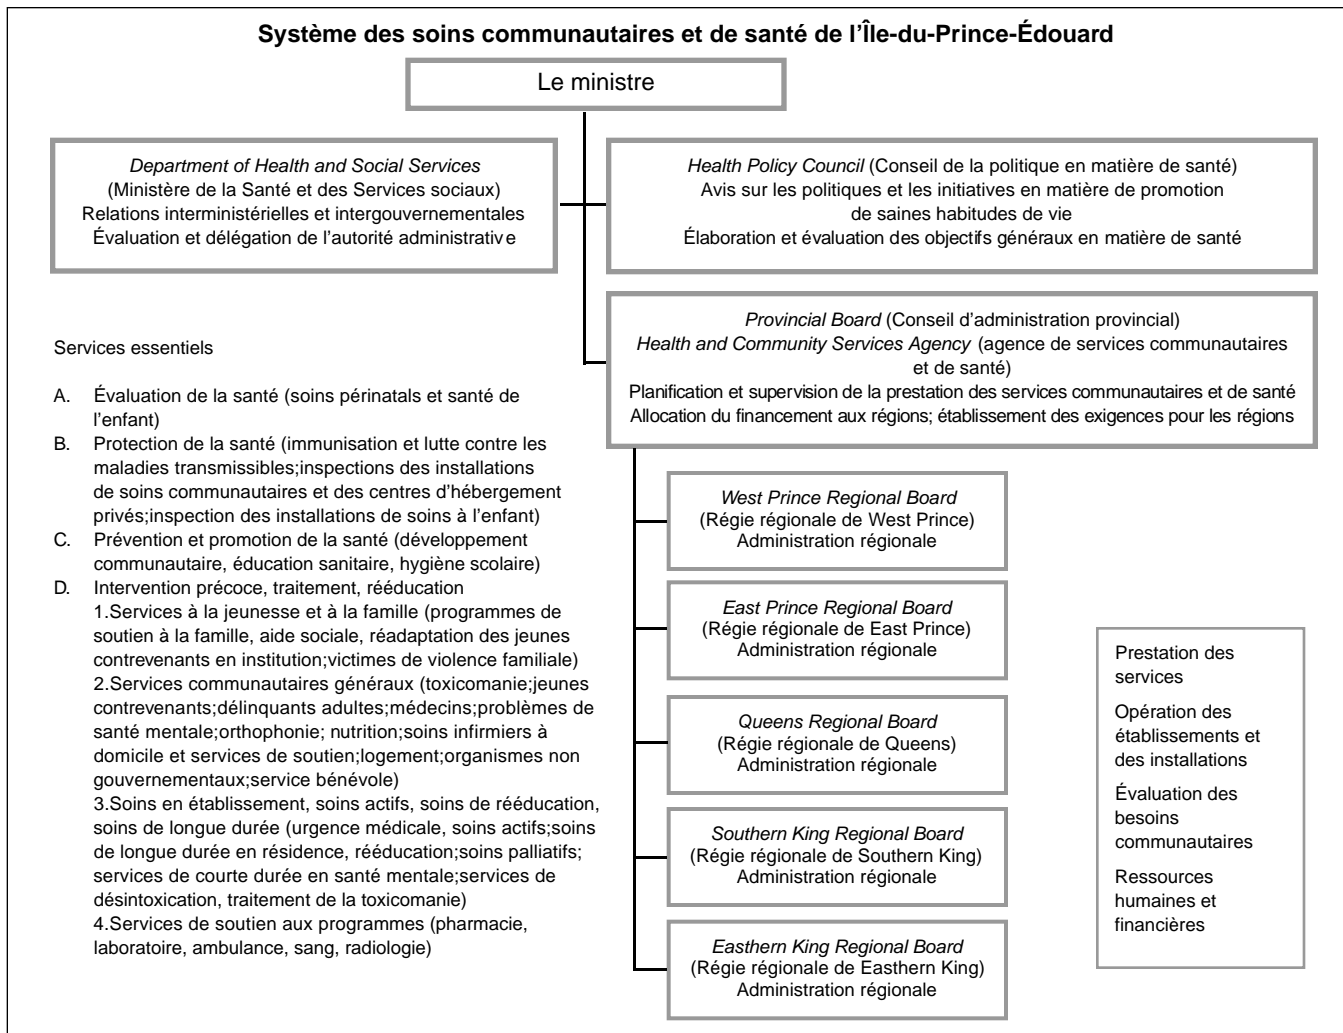 Système des soins communautaires et de santé de l'Île-du-Prince-Édouard
Le ministre
Department of Health and Social Services
(Ministère de la Santé et des Services sociaux)
Relations interministérielles et intergouvernementales
Évaluation et délégation de l'autorité administrative
Health Policy Council (Conseil de la politique en matière de santé)
Avis sur les politiques et les initiatives en matière de promotion
de saines habitudes de vie
Élaboration et évaluation des objectifs généraux en matière de santé
Provincial Board (Conseil d'administration provincial)
Health and Community Services Agency (agence de services communautaires
et de santé)
Planification et supervision de la prestation des services communautaires et de santé
Allocation du financement aux régions; établissement des exigences pour les régions
Services essentiels
A. Évaluation de la santé (soins périnatals et santé de
l'enfant)
B. Protection de la santé (immunisation et lutte contre les
maladies transmissibles;inspections des installations
de soins communautaires et des centres d'hébergement
privés;inspection des installations de soins à l'enfant)
C. Prévention et promotion de la santé (développement
communautaire, éducation sanitaire, hygiène scolaire)
D. Intervention précoce, traitement, rééducation
1.Services à la jeunesse et à la famille (programmes de
soutien à la famille, aide sociale, réadaptation des jeunes
contrevenants en institution;victimes de violence familiale)
2.Services communautaires généraux (toxicomanie;jeunes
contrevenants;délinquants adultes;médecins;problèmes de
santé mentale;orthophonie; nutrition;soins infirmiers à
domicile et services de soutien;logement;organismes non
gouvernementaux;service bénévole)
3.Soins en établissement, soins actifs, soins de rééducation,
soins de longue durée (urgence médicale, soins actifs;soins
de longue durée en résidence, rééducation;soins palliatifs;
services de courte durée en santé mentale;services de
désintoxication, traitement de la toxicomanie)
4.Services de soutien aux programmes (pharmacie,
laboratoire, ambulance, sang, radiologie)
West Prince Regional Board
(Régie régionale de West Prince)
Administration régionale
East Prince Regional Board
(Régie régionale de East Prince)
Administration régionale
Queens Regional Board
(Régie régionale de Queens)
Administration régionale
Southern King Regional Board
(Régie régionale de Southern King)
Administration régionale
Easthern King Regional Board
(Régie régionale de Easthern King)
Administration régionale
Prestation des
services
Opération des
établissements et
des installations
Évaluation des
besoins
communautaires
Ressources
humaines et
financières